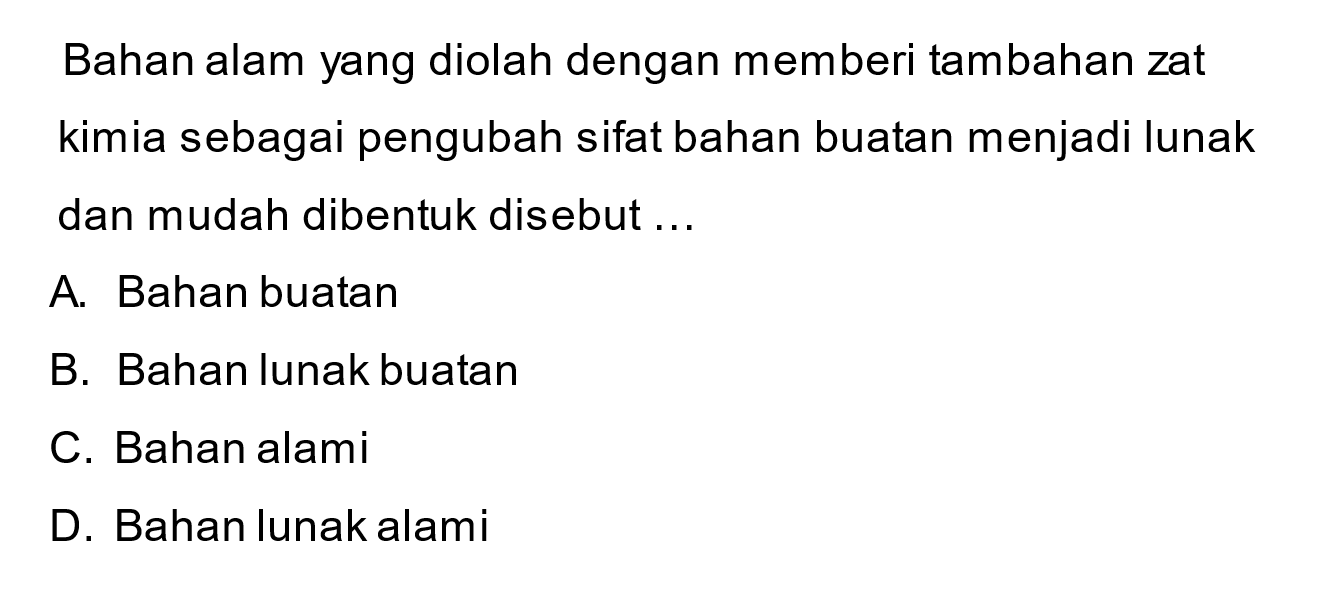 Bahan alam yang diolah dengan memberi tambahan zat
kimia sebagai pengubah sifat bahan buatan menjadi lunak
dan mudah dibentuk disebut ...
A. Bahan buatan
B. Bahan lunak buatan
C. Bahan alami
D. Bahan lunak alami